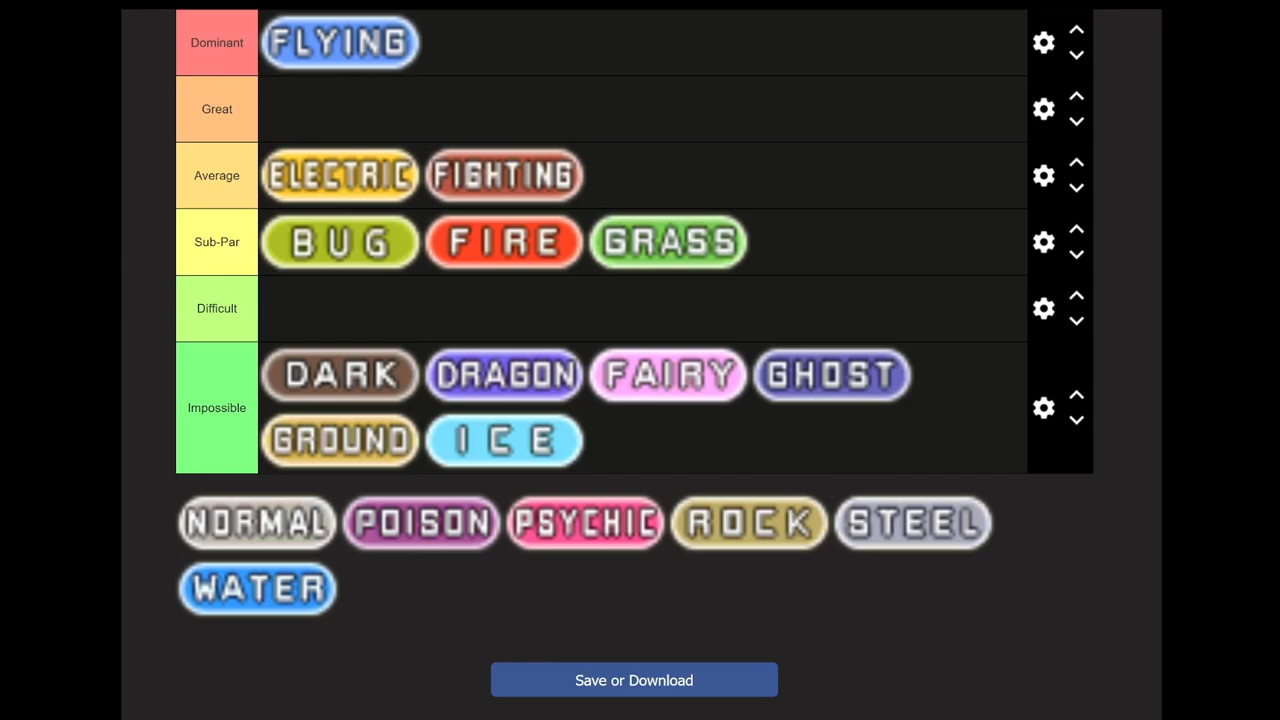 Dominant FLYING
Great
Average ELECTRIC FIGHTING
Sub-Par BUG FIRE GRASS
Difficult
Impossible DARK DRAGON FAIRY GHOST
GROUND ICE
NORMAL POISON PSYCHIC ROCK STEEL
WATER
Save or Download